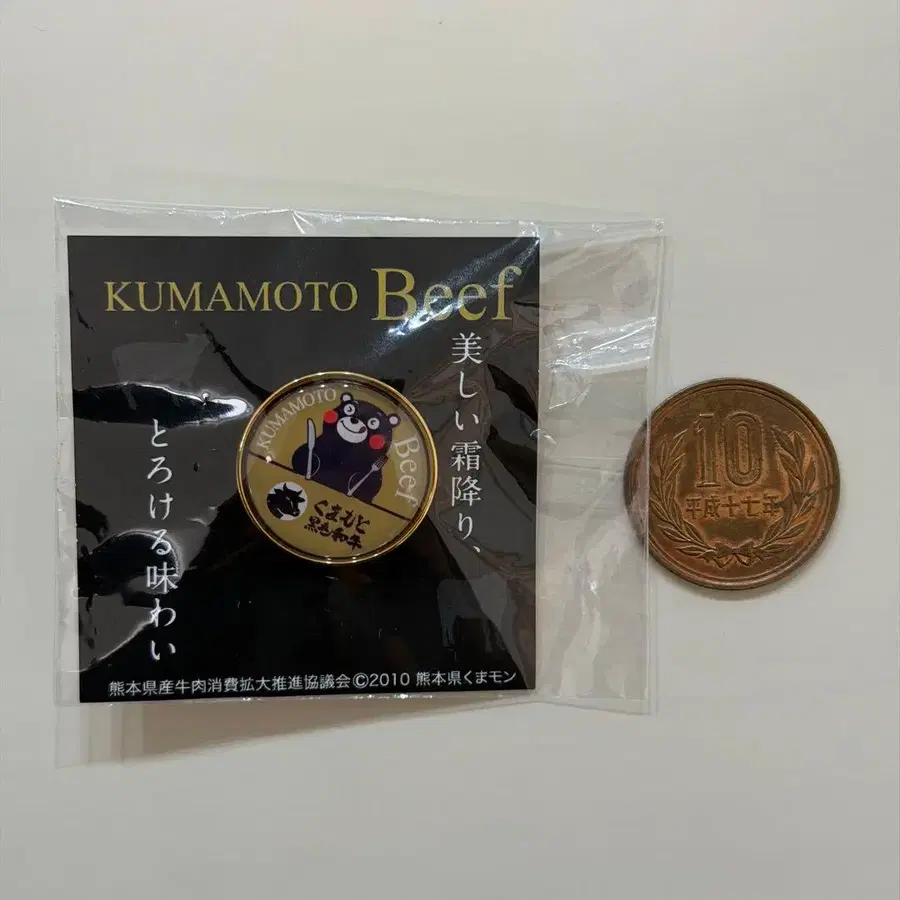 KUMAMOTO Beef
美しい霜降り、
とろける味わい
KUMAMOTO Beef
くまもと
黒毛和牛
熊本県産牛肉消費拡大推進協議会©2010 熊本県くまモン
10
平成十七年